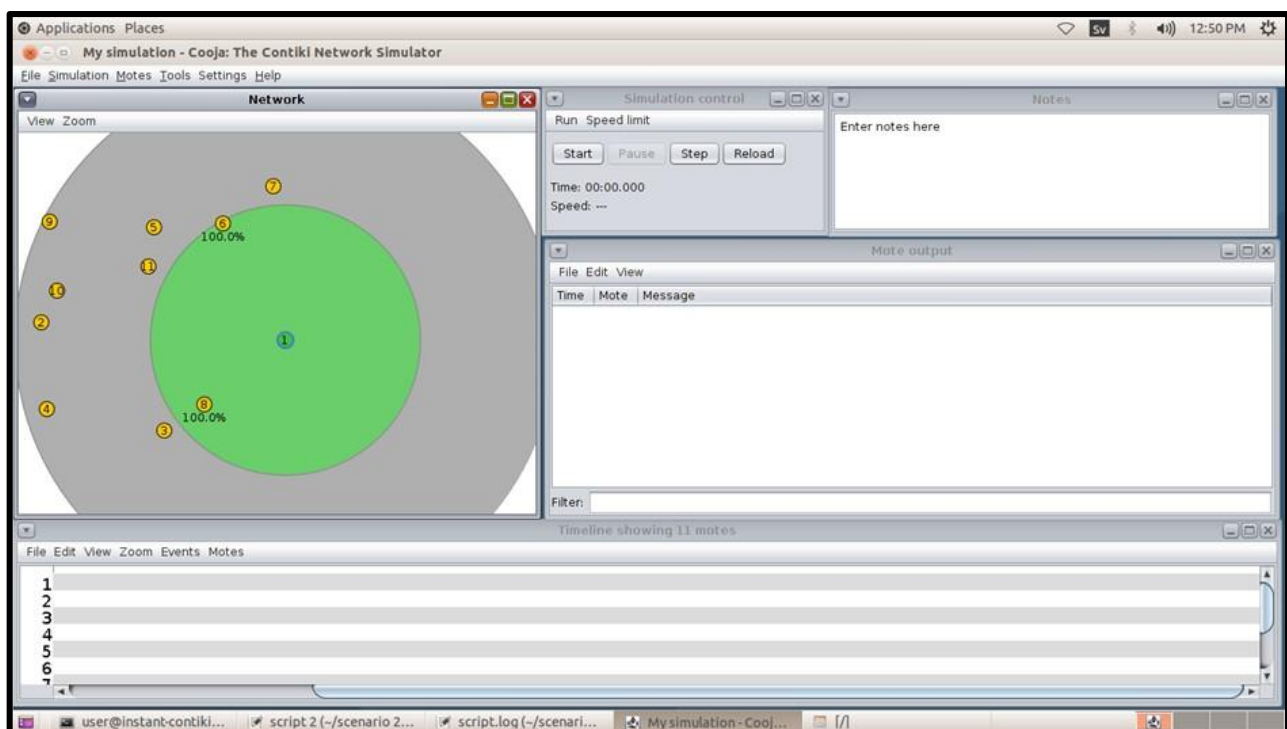 Applications Places
Sv 12:50 PM
My simulation - Cooja: The Contiki Network Simulator
File Simulation Motes Tools Settings Help
Network
View Zoom
7
9
5
6
100.0%
11
10
2
1
4
8
100.0%
3
Simulation control
Run Speed limit
Start Pause Step Reload
Time: 00:00.000
Speed: ---
Notes
Enter notes here
Mote output
File Edit View
Time Mote Message
Filter:
Timeline showing 11 motes
File Edit View Zoom Events Motes
1
2
3
4
5
6
7
user@instant-contiki... script 2 (~/scenario 2... script.log (~/scenari... My simulation - Cooj... [/]